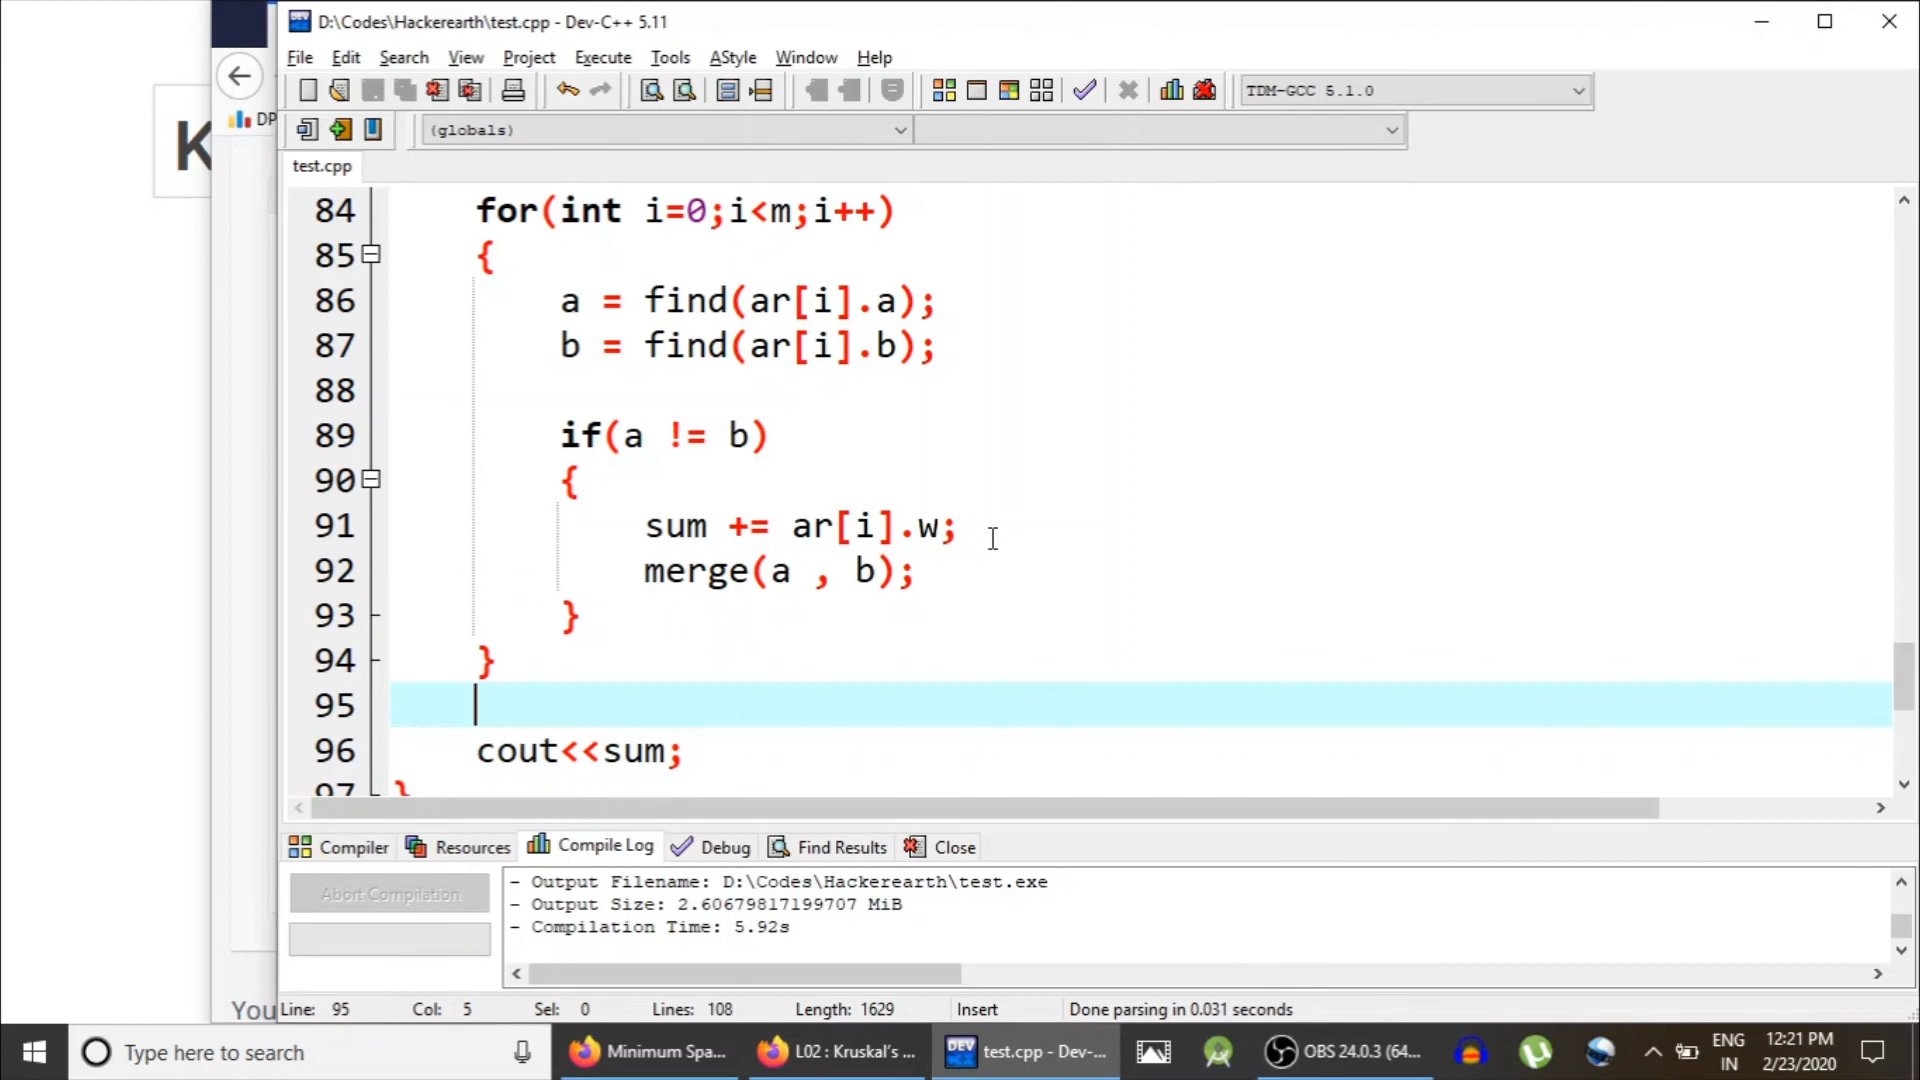 D:\Codes\Hackerearth\test.cpp - Dev-C++ 5.11
File Edit Search View Project Execute Tools AStyle Window Help
TDM-GCC 5.1.0
DP
(globals)
K
test.cpp
84 for(int i=0;i<m;i++)
85 {
86 a = find(ar[i].a);
87 b = find(ar[i].b);
88
89 if(a != b)
90 {
91 sum += ar[i].w;
92 merge(a , b);
93 }
94 }
95
96 cout<<sum;
97 }
Compiler Resources Compile Log Debug Find Results Close
Abort Compilation
- Output Filename: D:\Codes\Hackerearth\test.exe
- Output Size: 2.60679817199707 MiB
- Compilation Time: 5.92s
You
Line: 95 Col: 5 Sel: 0 Lines: 108 Length: 1629 Insert Done parsing in 0.031 seconds
Type here to search
Minimum Spa...
L02 : Kruskal's ...
DEV
test.cpp - Dev-...
OBS 24.0.3 (64...
ENG
IN
12:21 PM
2/23/2020